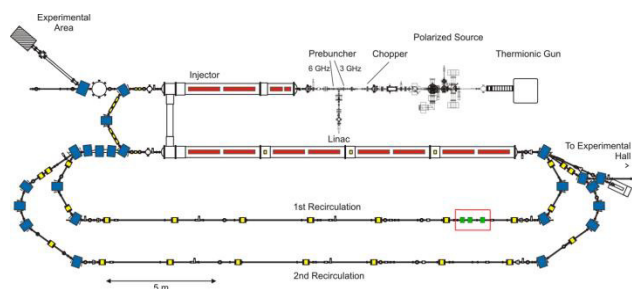 Experimental
Area
Injector
Prebuncher
6 GHz
3 GHz
Chopper
Polarized Source
Thermionic Gun
Linac
To Experimental
Hall
>
1st Recirculation
2nd Recirculation
5 m